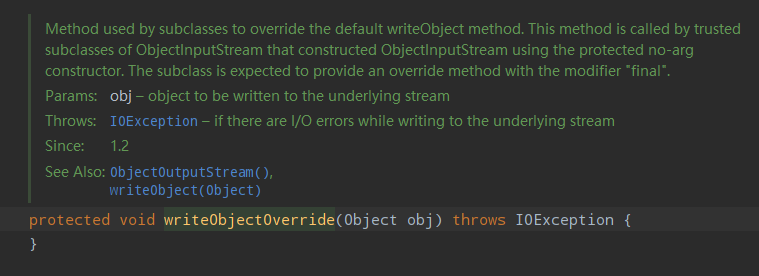 Method used by subclasses to override the default writeObject method. This method is called by trusted
subclasses of ObjectInputStream that constructed ObjectInputStream using the protected no-arg
constructor. The subclass is expected to provide an override method with the modifier "final".
Params: obj – object to be written to the underlying stream
Throws: IOException – if there are I/O errors while writing to the underlying stream
Since: 1.2
See Also: ObjectOutputStream(),
writeObject(Object)
protected void writeObjectOverride(Object obj) throws IOException {
}